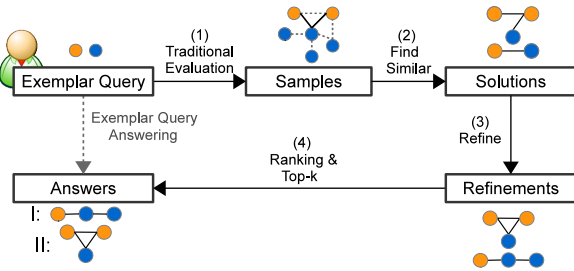 (1)
Traditional
Evaluation
(2)
Find
Similar
Exemplar Query
Samples
Solutions
Exemplar Query
Answering
(3)
Refine
(4)
Ranking &
Top-k
Answers
Refinements
I:
II: